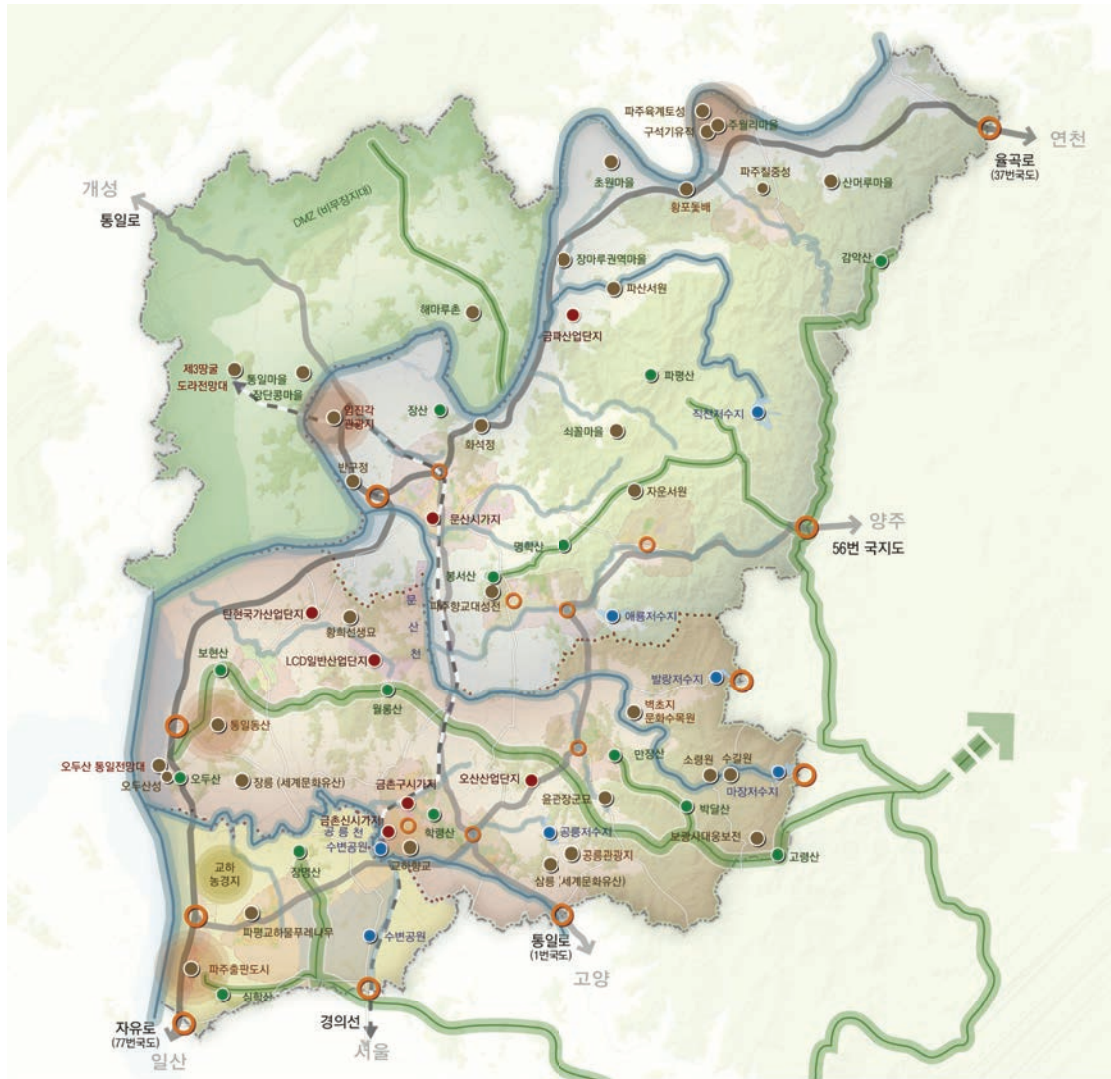 파주육계토성
구석기유적
주월리마을
연천
율곡로
(37번국도)
개성
통일로
DMZ (비무장지대)
초원마을
파주칠중성
산머루마을
황포돛배
장마루권역마을
감악산
파산서원
해마루촌
금파산업단지
제3땅굴
도라전망대
통일마을
장단콩마을
임진각
관광지
장산
파평산
직천저수지
화석정
쇠꼴마을
반구정
자운서원
문산시가지
양주
56번 국지도
명학산
봉서산
파주향교대성전
문
산
천
애룡저수지
탄현국가산업단지
황희선생묘
보현산
LCD일반산업단지
월롱산
발랑저수지
벽초지
문화수목원
통일동산
오두산 통일전망대
오두산성
오두산
장릉 (세계문화유산)
금촌구시가지
오산산업단지
만장산
소령원
수길원
마장저수지
윤관장군묘
박달산
금촌신시가지
학령산
공릉천
수변공원
공릉저수지
보광사대웅보전
교하향교
공릉관광지
고령산
삼릉 (세계문화유산)
교하
농경지
장명산
파평교하물푸레나무
수변공원
통일로
(1번국도)
고양
파주출판도시
심학산
자유로
(77번국도)
일산
경의선
서울